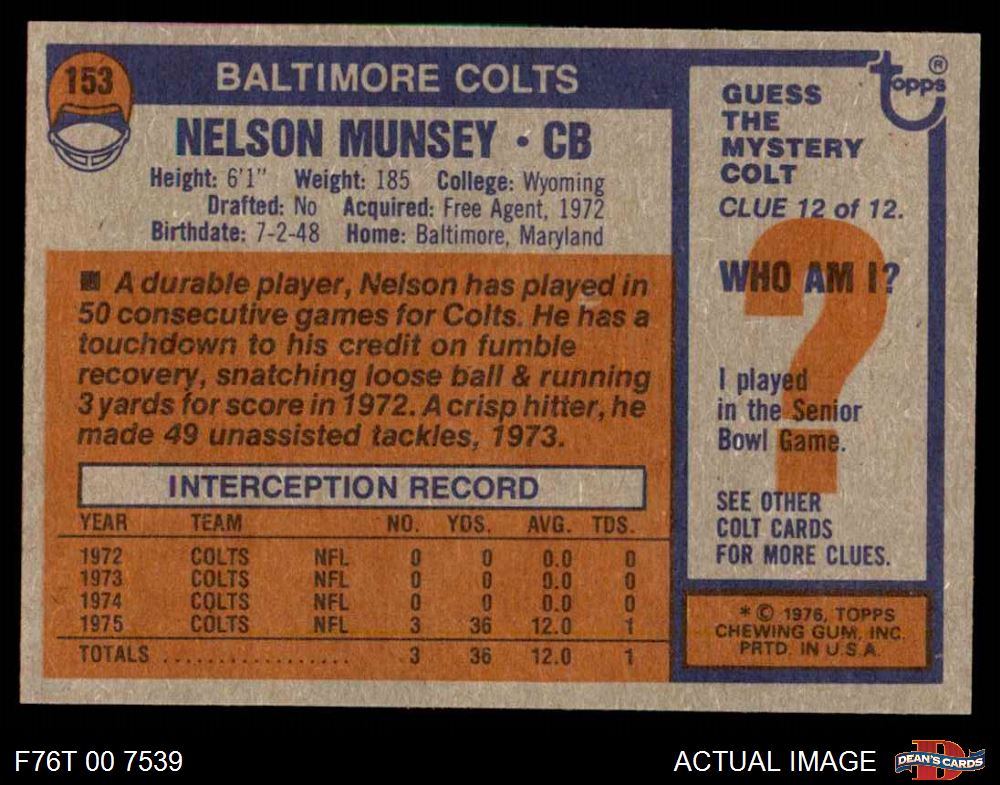 153
BALTIMORE COLTS
NELSON MUNSEY • CB
Height: 6'1" Weight: 185 College: Wyoming
Drafted: No Acquired: Free Agent, 1972
Birthdate: 7-2-48 Home: Baltimore, Maryland
■ A durable player, Nelson has played in
50 consecutive games for Colts. He has a
touchdown to his credit on fumble
recovery, snatching loose ball & running
3 yards for score in 1972. A crisp hitter, he
made 49 unassisted tackles, 1973.
INTERCEPTION RECORD
YEAR TEAM NO. YDS. AVG. TDS.
1972 COLTS NFL 0 0 0.0 0
1973 COLTS NFL 0 0 0.0 0
1974 COLTS NFL 0 0 0.0 0
1975 COLTS NFL 3 36 12.0 1
TOTALS .................. 3 36 12.0 1
topps ®
GUESS
THE
MYSTERY
COLT
CLUE 12 of 12.
WHO AM I?
?
I played
in the Senior
Bowl Game.
SEE OTHER
COLT CARDS
FOR MORE CLUES.
* © 1976, TOPPS
CHEWING GUM, INC.
PRTD. IN U.S.A.
F76T 00 7539
ACTUAL IMAGE
D
DEAN'S CARDS